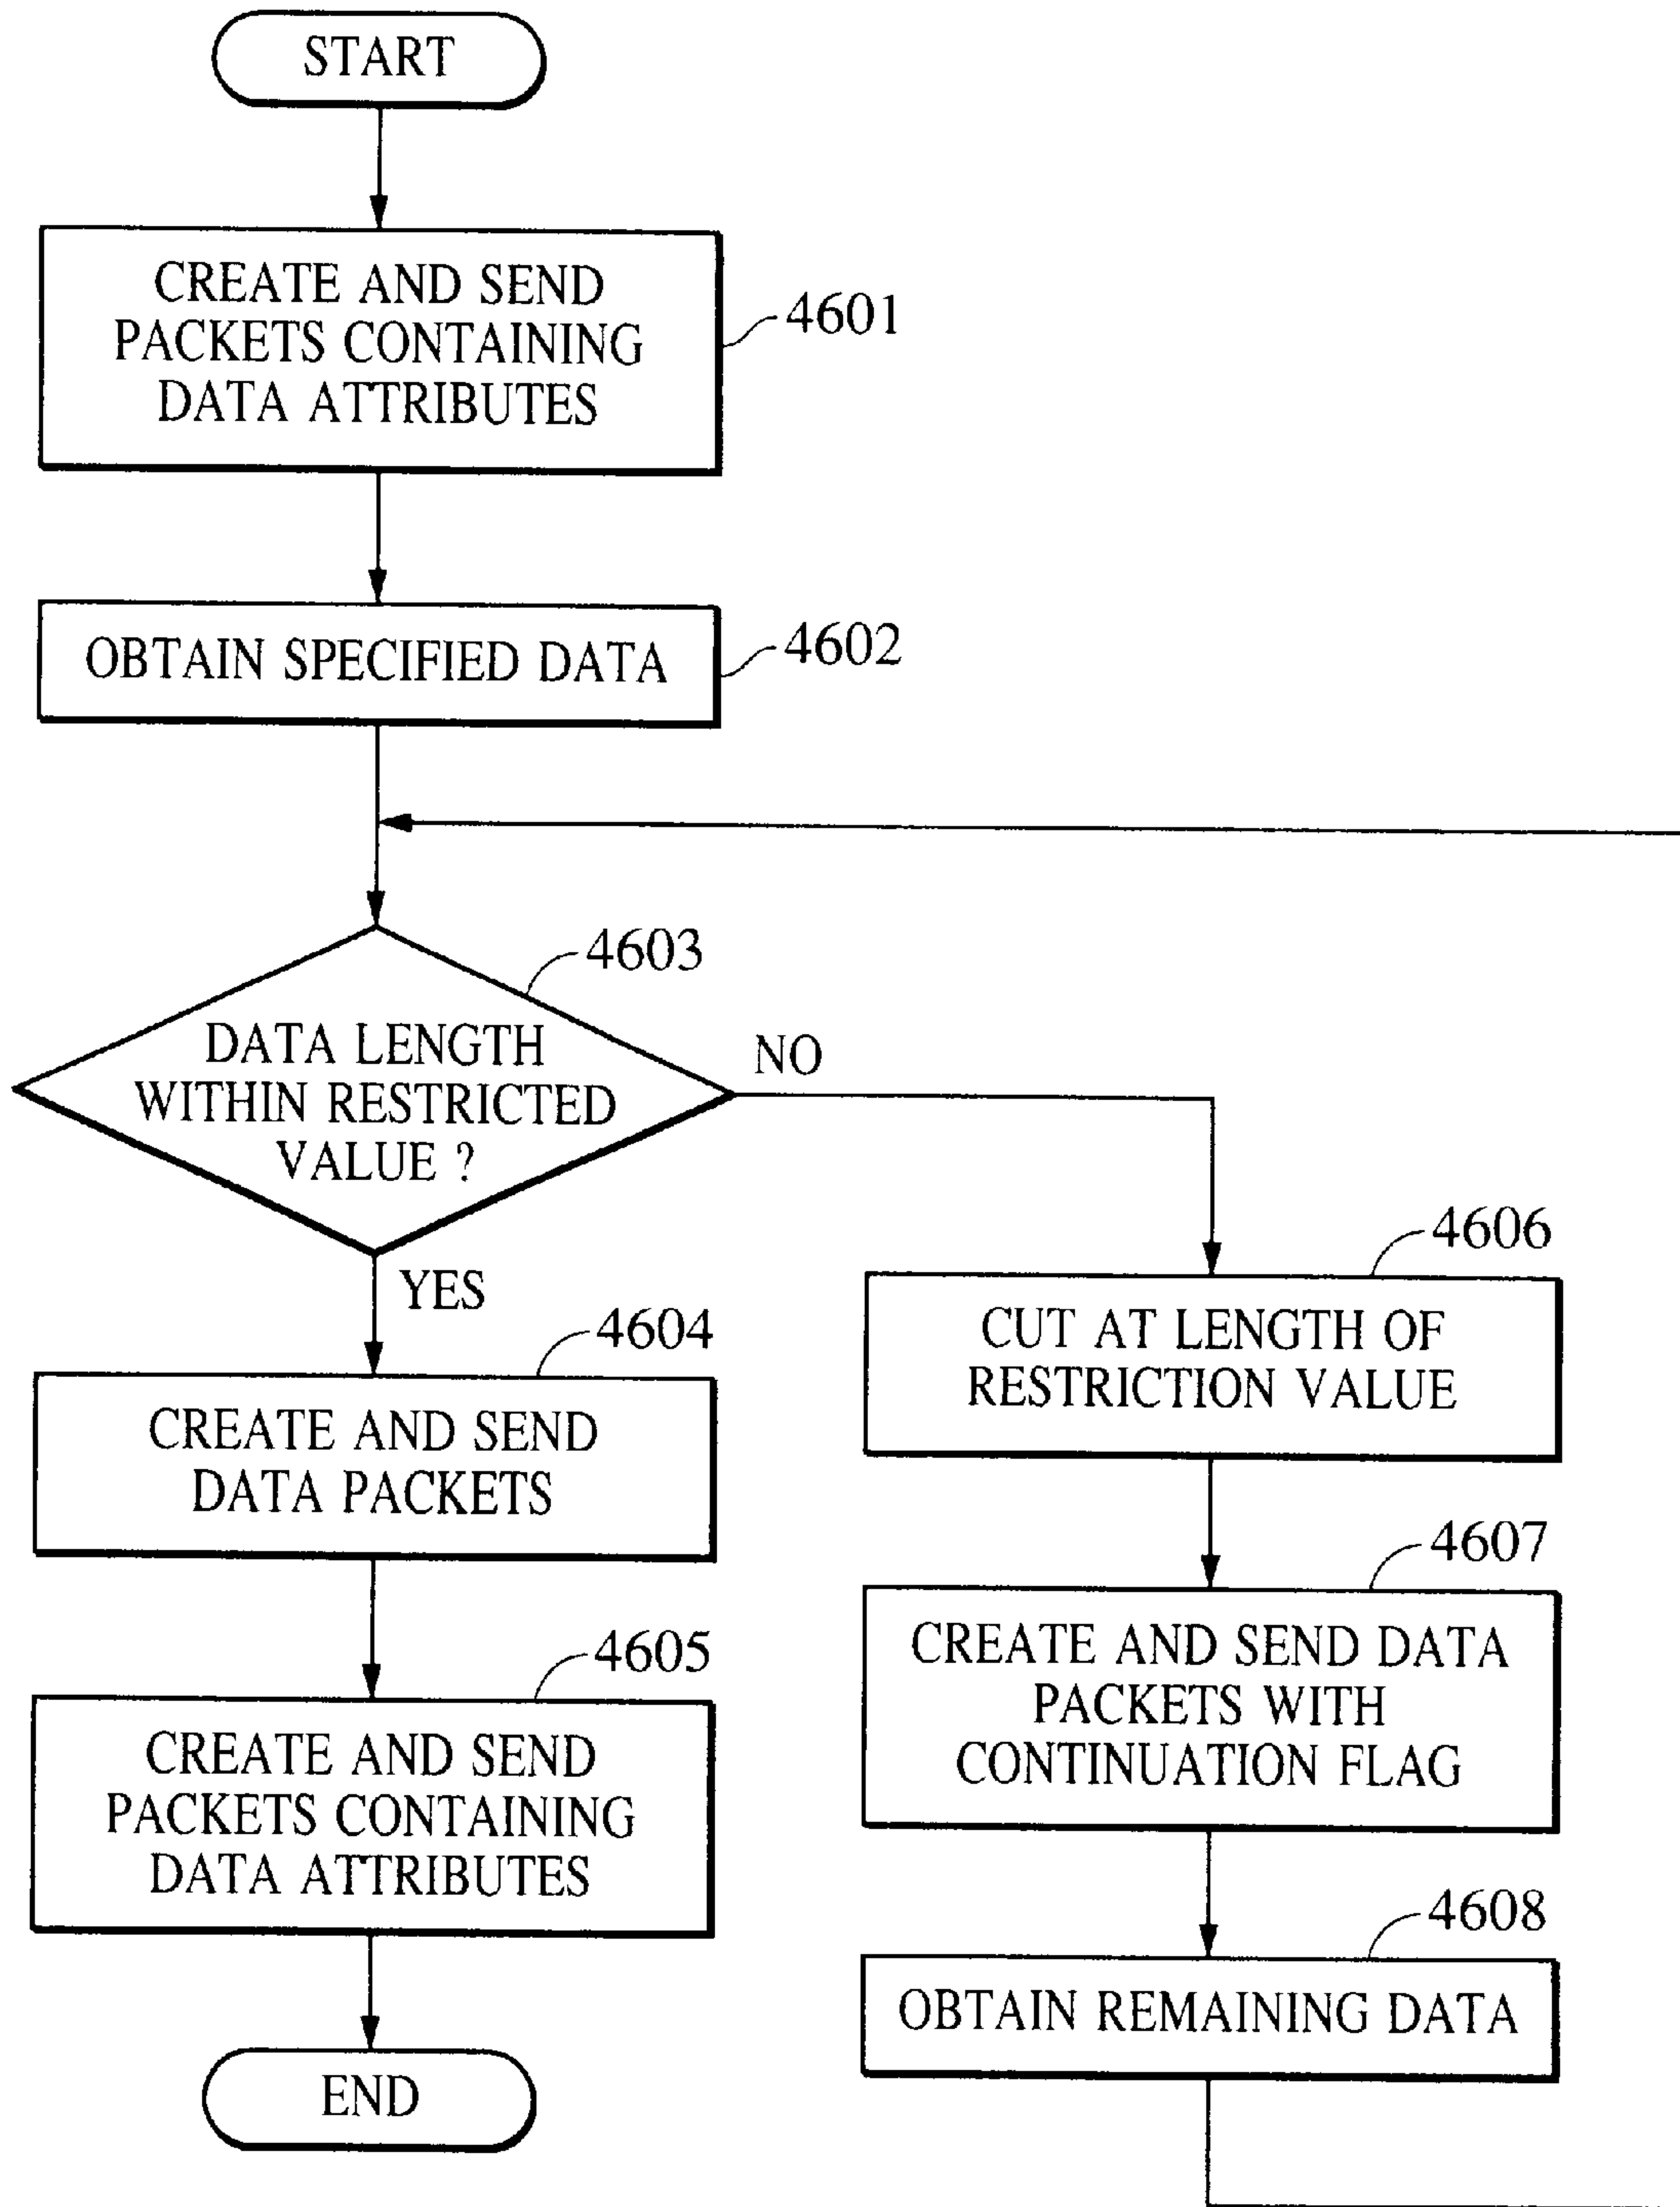 START
CREATE AND SEND
PACKETS CONTAINING
DATA ATTRIBUTES
4601
OBTAIN SPECIFIED DATA
4602
4603
DATA LENGTH
WITHIN RESTRICTED
VALUE ?
NO
YES
4604
CREATE AND SEND
DATA PACKETS
4605
CREATE AND SEND
PACKETS CONTAINING
DATA ATTRIBUTES
END
4606
CUT AT LENGTH OF
RESTRICTION VALUE
4607
CREATE AND SEND DATA
PACKETS WITH
CONTINUATION FLAG
4608
OBTAIN REMAINING DATA